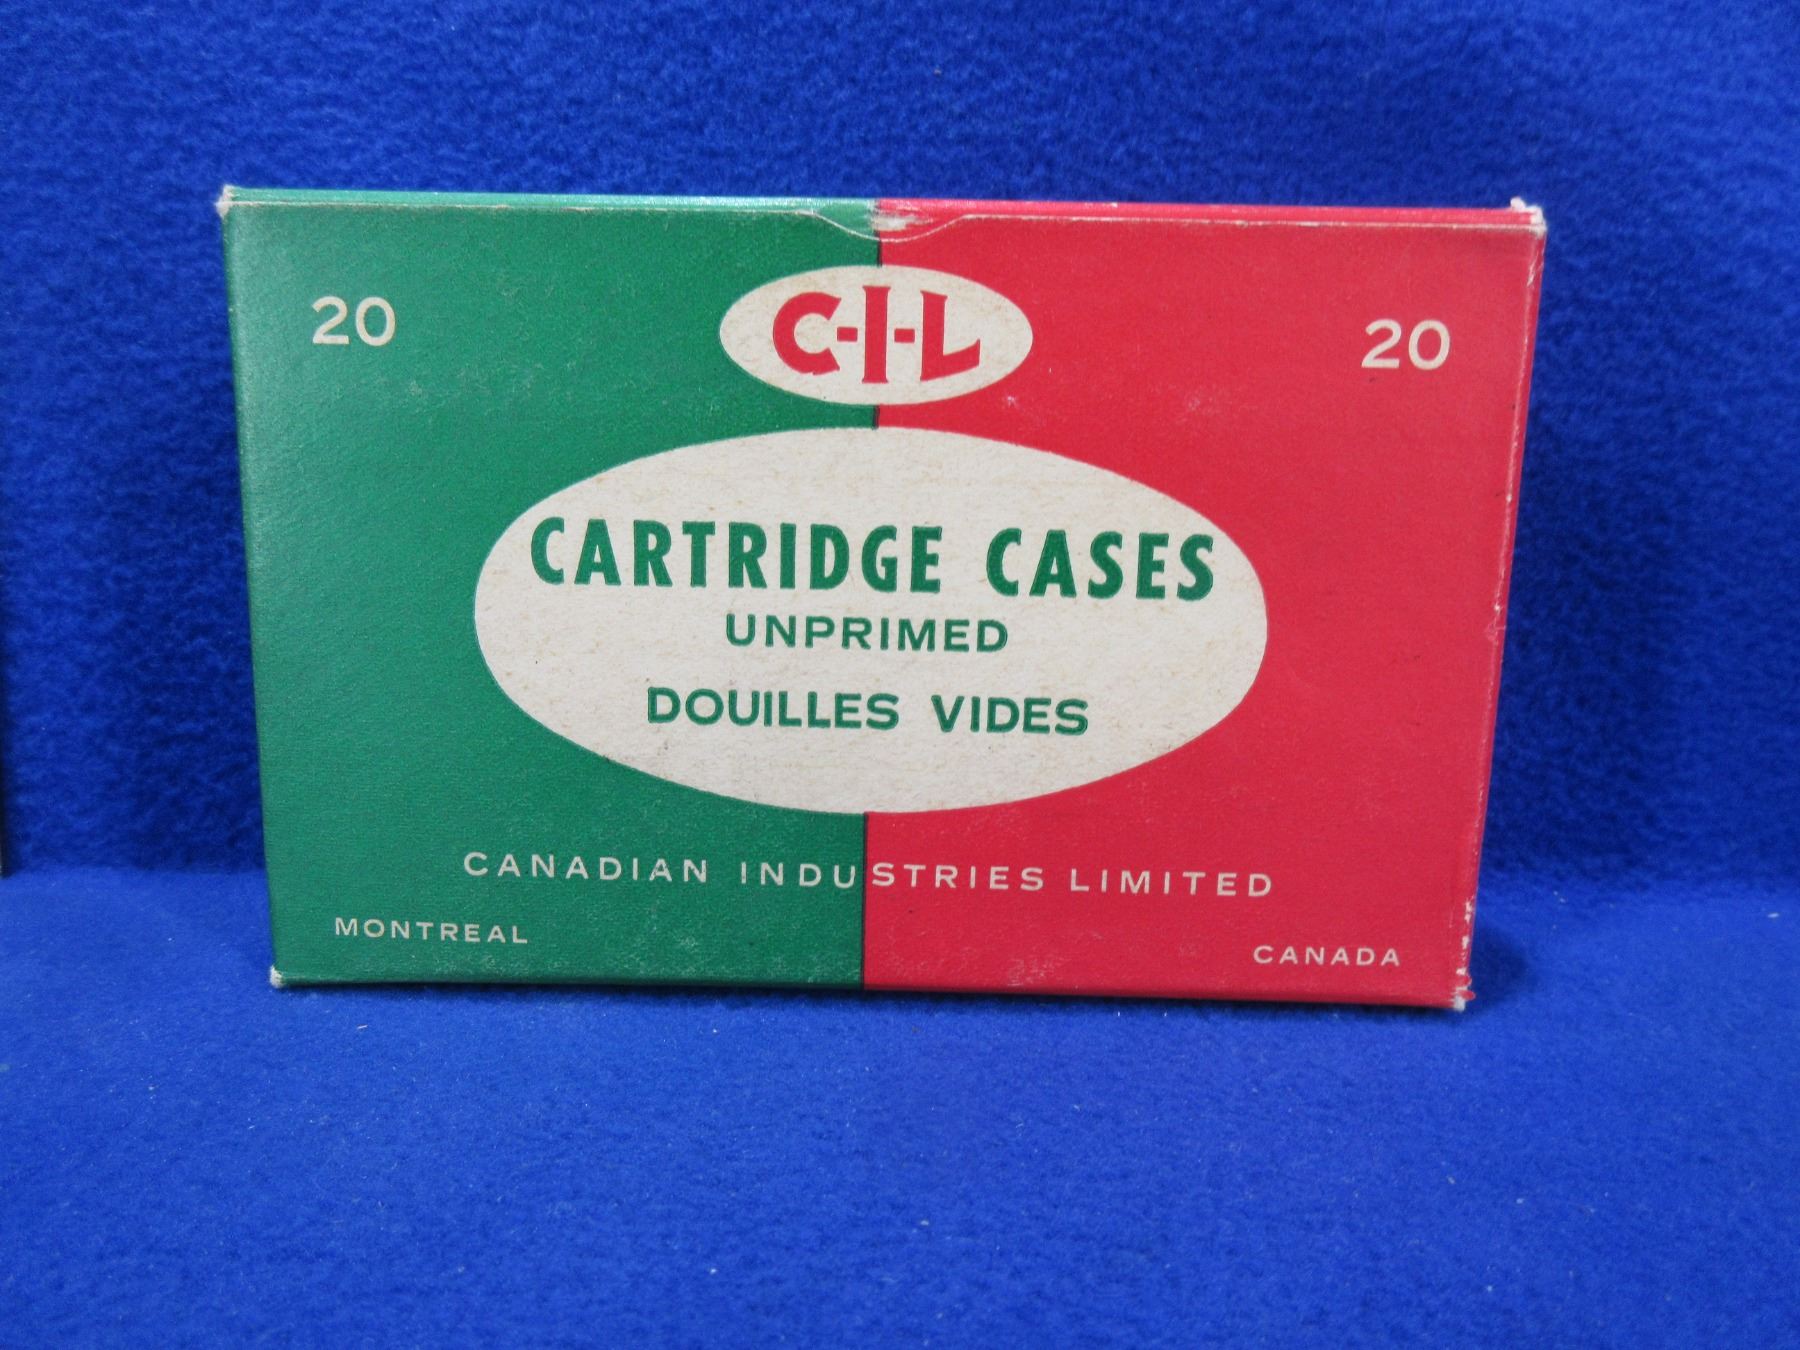 20
C-I-L
20
CARTRIDGE CASES
UNPRIMED
DOUILLES VIDES
CANADIAN INDUSTRIES LIMITED
MONTREAL
CANADA